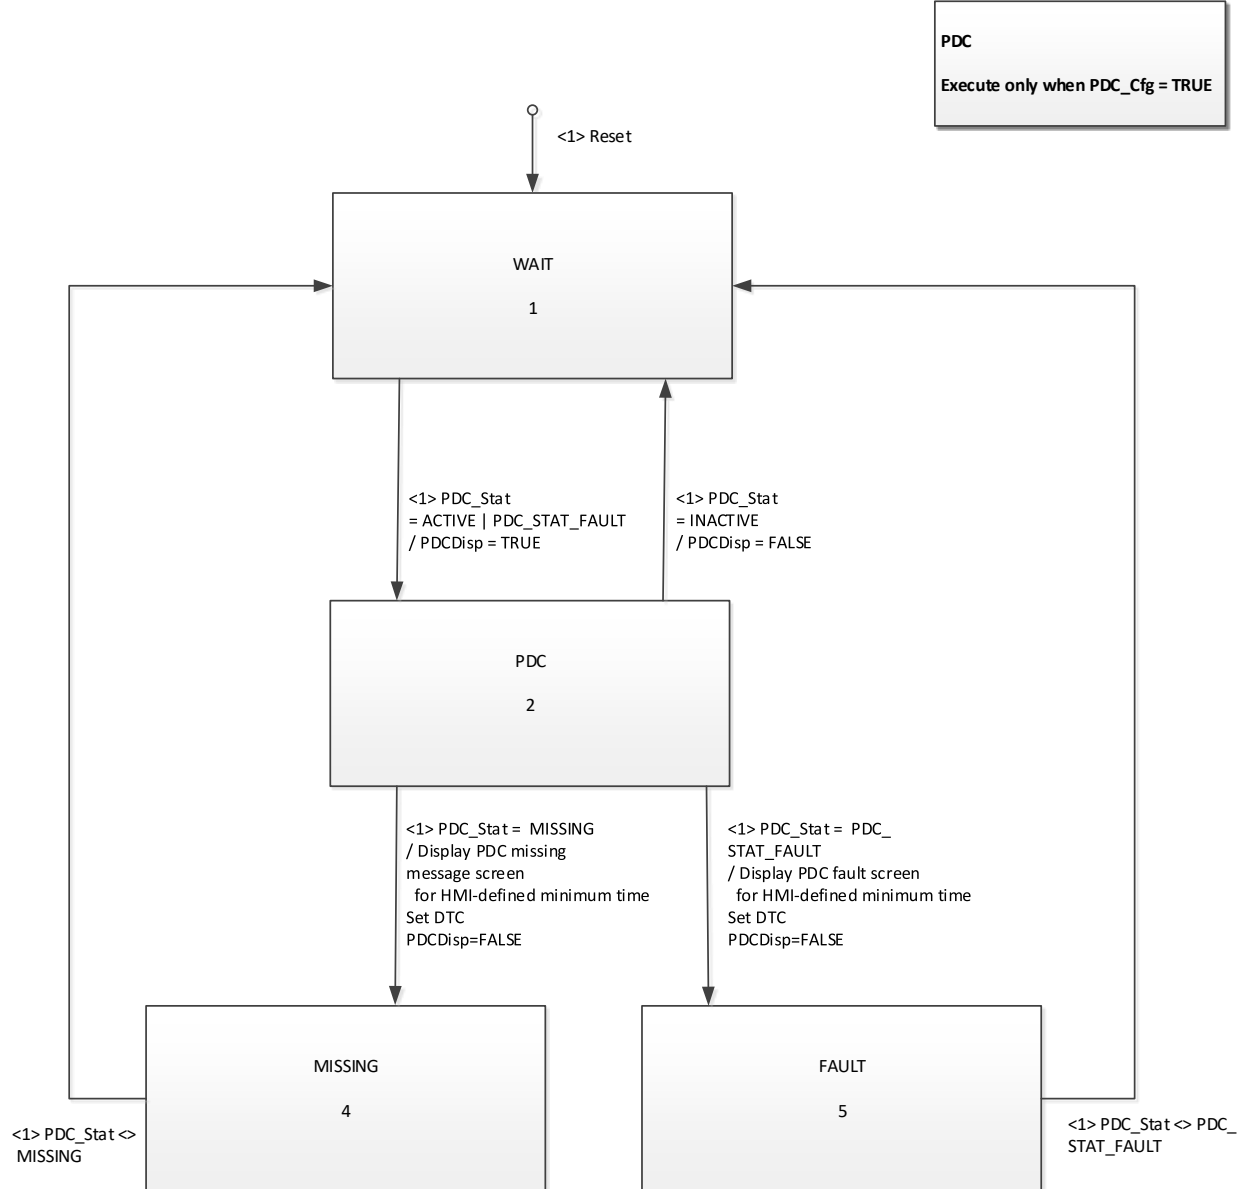 PDC
Execute only when PDC_Cfg = TRUE
<1> Reset
WAIT
1
<1> PDC_Stat
= ACTIVE | PDC_STAT_FAULT
/ PDCDisp = TRUE
<1> PDC_Stat
= INACTIVE
/ PDCDisp = FALSE
PDC
2
<1> PDC_Stat =  MISSING
/ Display PDC missing
message screen
for HMI-defined minimum time
Set DTC
PDCDisp=FALSE
<1> PDC_Stat =  PDC_
STAT_FAULT
/ Display PDC fault screen
for HMI-defined minimum time
Set DTC
PDCDisp=FALSE
MISSING
4
FAULT
5
<1> PDC_Stat <>
MISSING
<1> PDC_Stat <> PDC_
STAT_FAULT